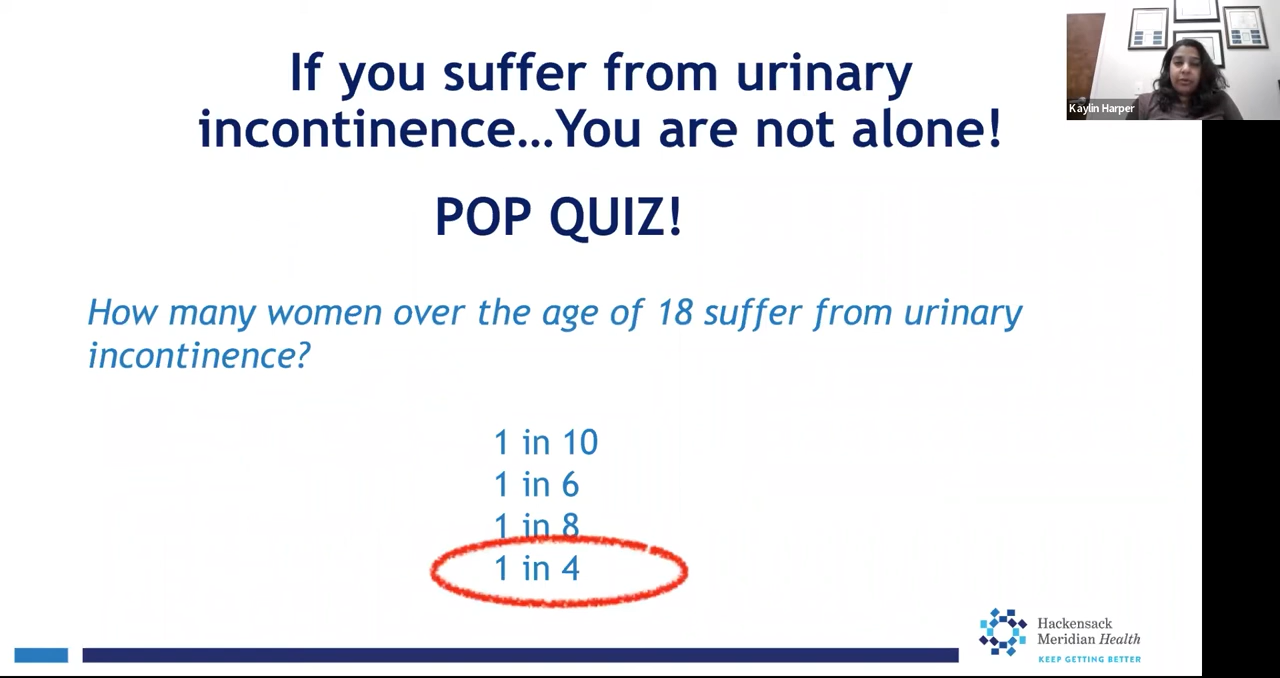 If you suffer from urinary
incontinence…You are not alone!
POP QUIZ!
How many women over the age of 18 suffer from urinary
incontinence?
1 in 10
1 in 6
1 in 8
1 in 4
Kaylin Harper
Hackensack
Meridian Health
KEEP GETTING BETTER